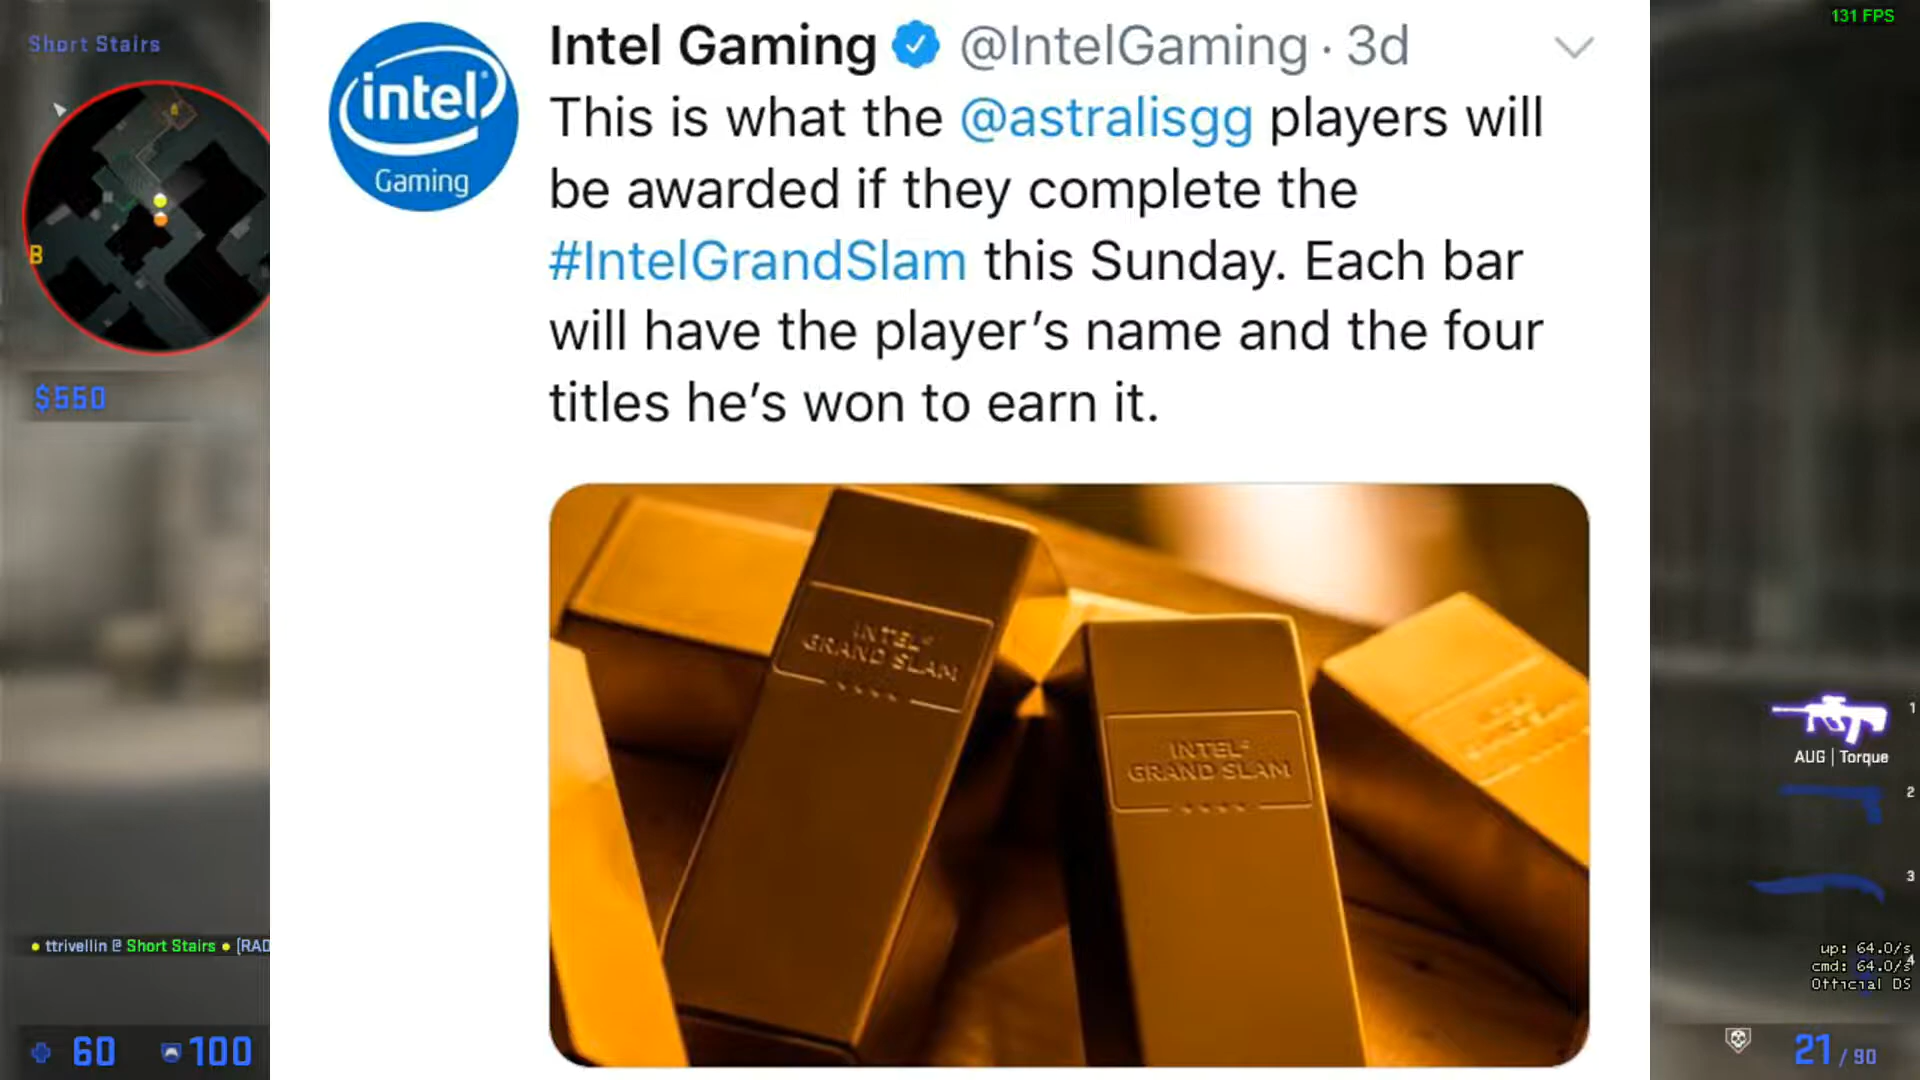 131 FPS
Short Stairs
B
$550
intel
Gaming
Intel Gaming @IntelGaming · 3d
This is what the @astralisgg players will
be awarded if they complete the
#IntelGrandSlam this Sunday. Each bar
will have the player's name and the four
titles he's won to earn it.
INTEL®
GRAND SLAM
INTEL®
GRAND SLAM
1
AUG | Torque
2
3
ttrivellin @ Short Stairs • (RAD
up: 64.0/s
4
cmd: 64.0/s
Official DS
60 100
21 / 90